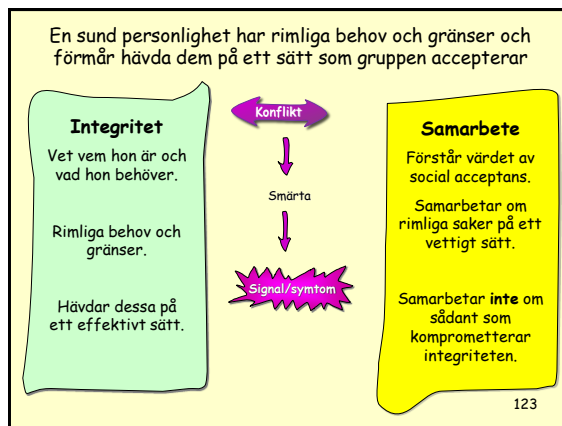 En sund personlighet har rimliga behov och gränser och
förmår hävda dem på ett sätt som gruppen accepterar
Integritet
Vet vem hon är och
vad hon behöver.
Rimliga behov och
gränser.
Hävdar dessa på
ett effektivt sätt.
Konflikt
Smärta
Signal/symtom
Samarbete
Förstår värdet av
social acceptans.
Samarbetar om
rimliga saker på ett
vettigt sätt.
Samarbetar inte om
sådant som
komprometterar
integriteten.
123